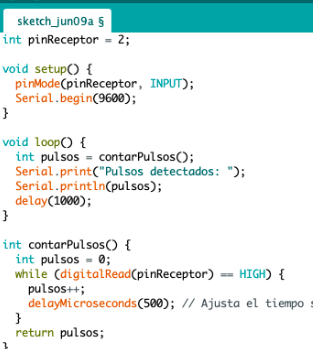 sketch_jun09a §
int pinReceptor = 2;
void setup() {
  pinMode(pinReceptor, INPUT);
  Serial.begin(9600);
}
void loop() {
  int pulsos = contarPulsos();
  Serial.print("Pulsos detectados: ");
  Serial.println(pulsos);
  delay(1000);
}
int contarPulsos() {
  int pulsos = 0;
  while (digitalRead(pinReceptor) == HIGH) {
    pulsos++;
    delayMicroseconds(500); // Ajusta el tiempo
  }
  return pulsos;
}